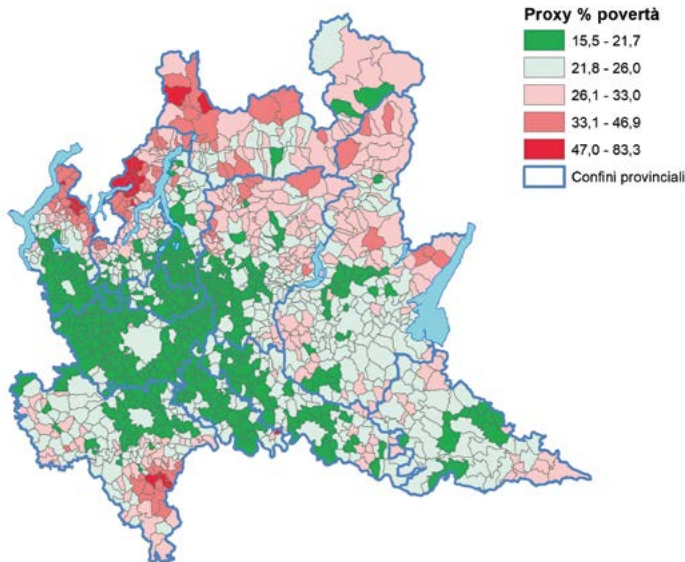 Proxy % povertà
15,5 - 21,7
21,8 - 26,0
26,1 - 33,0
33,1 - 46,9
47,0 - 83,3
Confini provinciali